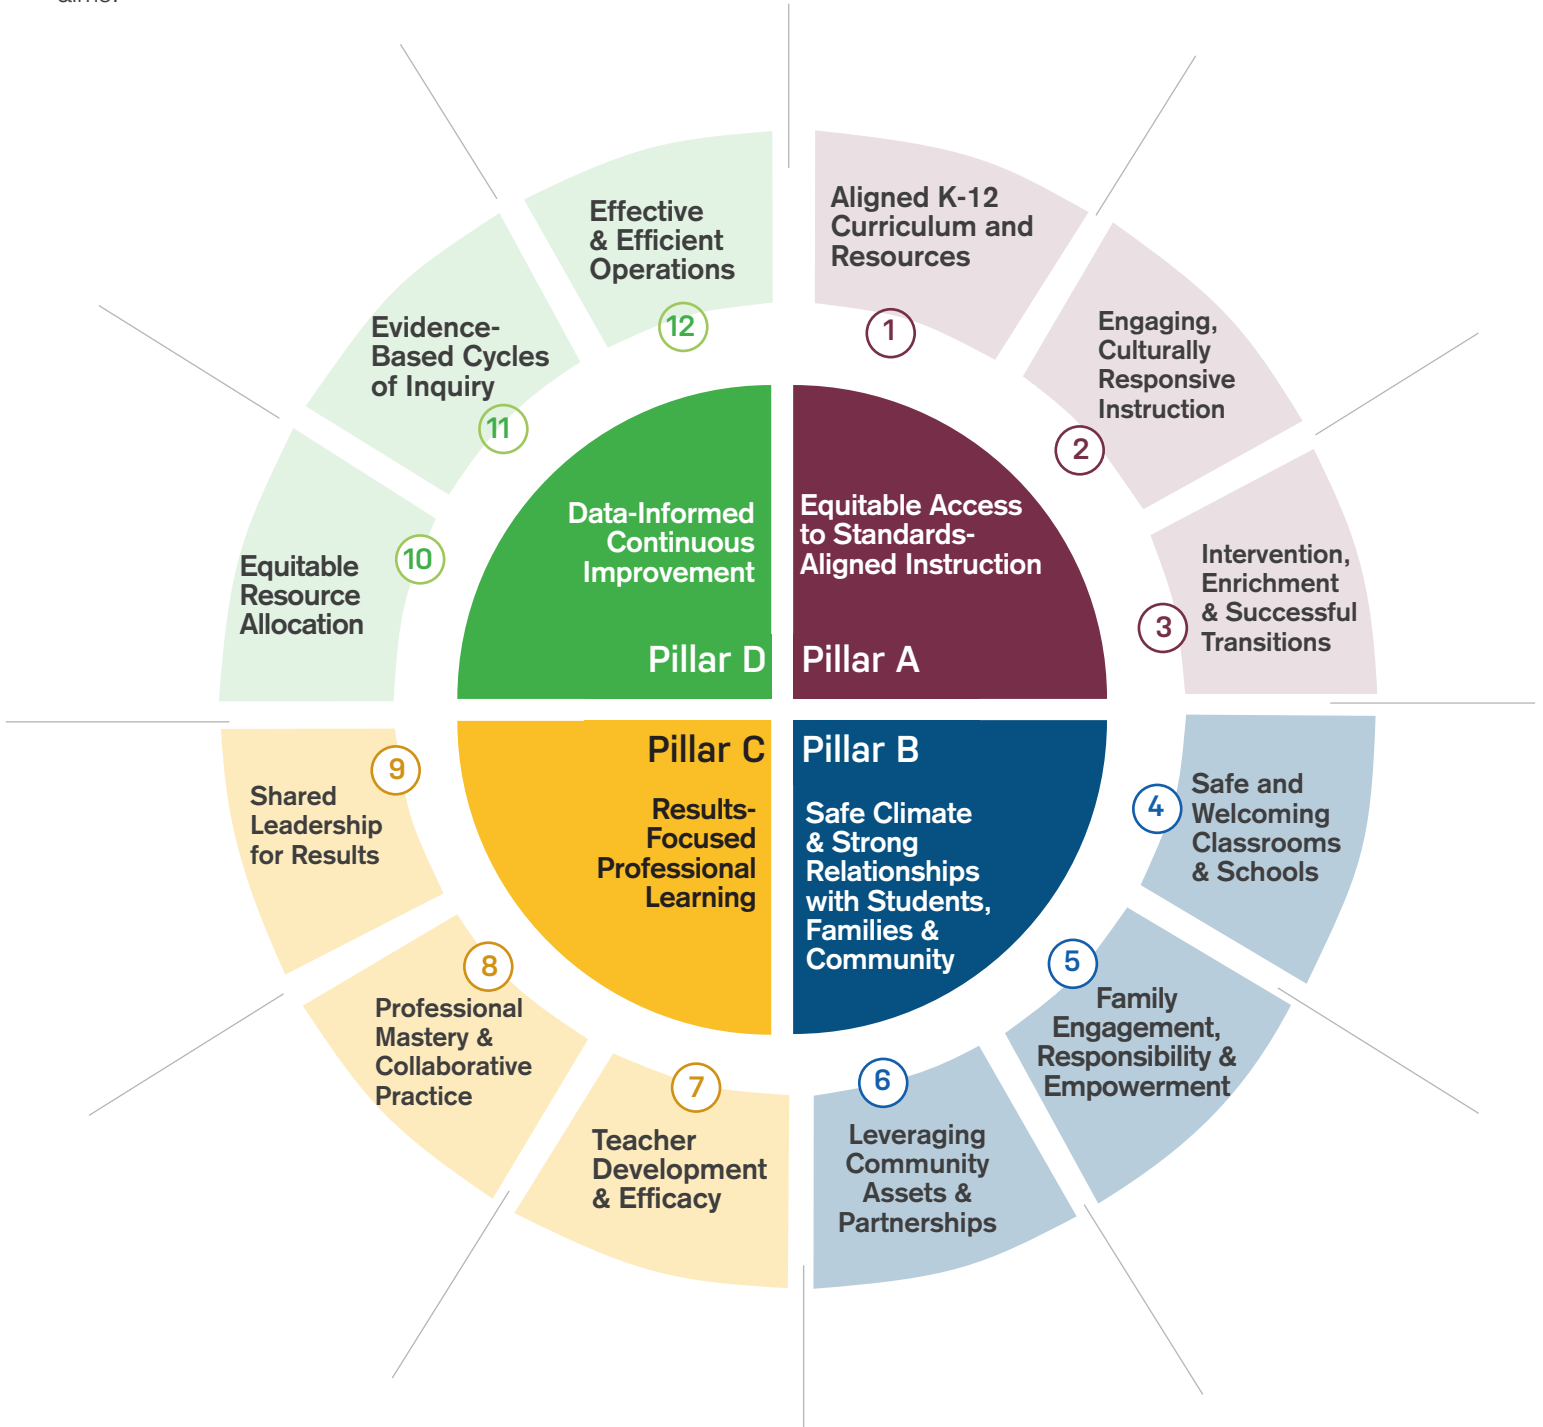 Aligned K-12
Curriculum and
Resources
1
Engaging,
Culturally
Responsive
Instruction
2
Intervention,
Enrichment
& Successful
Transitions
3
Safe and
Welcoming
Classrooms
& Schools
4
Family
Engagement,
Responsibility &
Empowerment
5
Leveraging
Community
Assets &
Partnerships
6
Teacher
Development
& Efficacy
7
Professional
Mastery &
Collaborative
Practice
8
Shared
Leadership
for Results
9
Equitable
Resource
Allocation
10
Evidence-
Based Cycles
of Inquiry
11
Effective
& Efficient
Operations
12
Equitable Access
to Standards-
Aligned Instruction
Pillar A
Pillar B
Safe Climate
& Strong
Relationships
with Students,
Families &
Community
Pillar C
Results-
Focused
Professional
Learning
Data-Informed
Continuous
Improvement
Pillar D